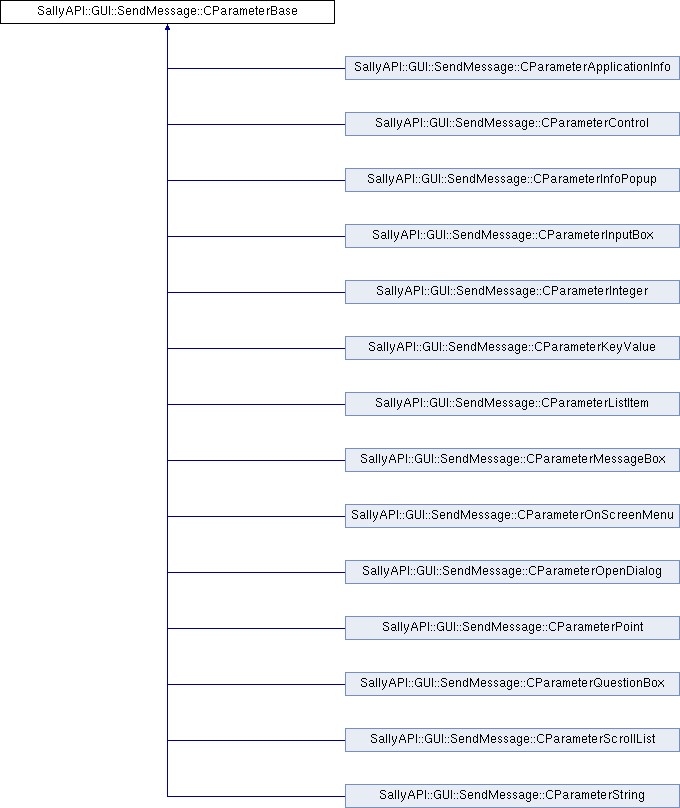 SallyAPI::GUI::SendMessage::CParameterBase
SallyAPI::GUI::SendMessage::CParameterApplicationInfo
SallyAPI::GUI::SendMessage::CParameterControl
SallyAPI::GUI::SendMessage::CParameterInfoPopup
SallyAPI::GUI::SendMessage::CParameterInputBox
SallyAPI::GUI::SendMessage::CParameterInteger
SallyAPI::GUI::SendMessage::CParameterKeyValue
SallyAPI::GUI::SendMessage::CParameterListItem
SallyAPI::GUI::SendMessage::CParameterMessageBox
SallyAPI::GUI::SendMessage::CParameterOnScreenMenu
SallyAPI::GUI::SendMessage::CParameterOpenDialog
SallyAPI::GUI::SendMessage::CParameterPoint
SallyAPI::GUI::SendMessage::CParameterQuestionBox
SallyAPI::GUI::SendMessage::CParameterScrollList
SallyAPI::GUI::SendMessage::CParameterString